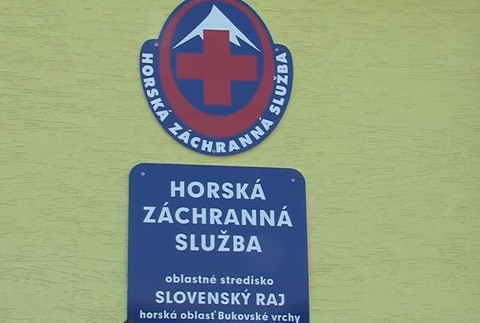 HORSKÁ ZÁCHRANNÁ SLUŽBA
HORSKÁ
ZÁCHRANNÁ
SLUŽBA
oblastné stredisko
SLOVENSKÝ RAJ
horská oblasť Bukovské vrchy